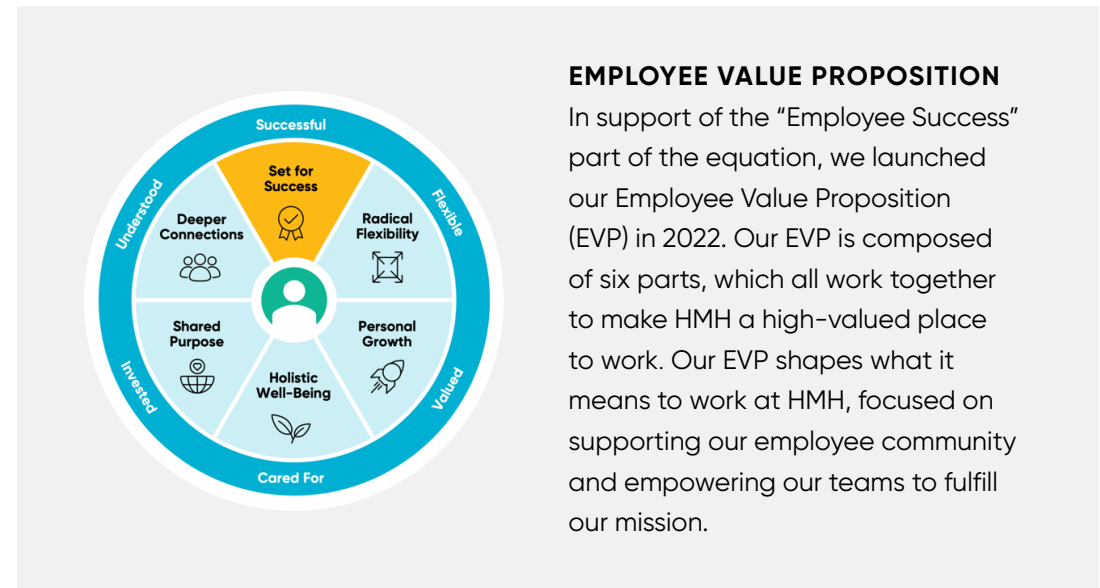 Successful
Set for
Success
Flexible
Radical
Flexibility
Valued
Personal
Growth
Cared For
Holistic
Well-Being
Invested
Shared
Purpose
Understood
Deeper
Connections
EMPLOYEE VALUE PROPOSITION
In support of the “Employee Success”
part of the equation, we launched
our Employee Value Proposition
(EVP) in 2022. Our EVP is composed
of six parts, which all work together
to make HMH a high-valued place
to work. Our EVP shapes what it
means to work at HMH, focused on
supporting our employee community
and empowering our teams to fulfill
our mission.